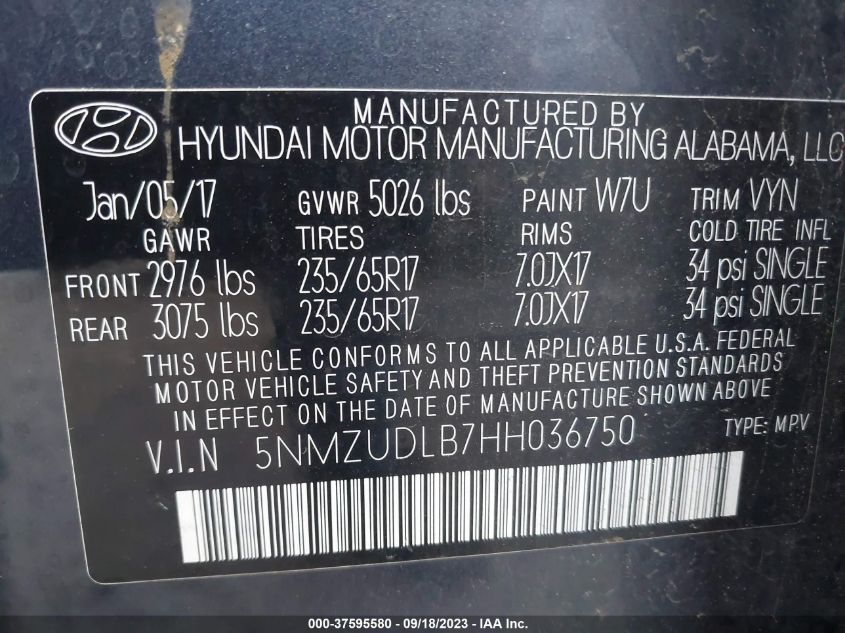 MANUFACTURED BY
HYUNDAI MOTOR MANUFACTURING ALABAMA, LLC
Jan/05/17 GVWR 5026 lbs PAINT W7U TRIM VYN
GAWR TIRES RIMS COLD TIRE INFL
FRONT 2976 lbs 235/65R17 7.0JX17 34 psi SINGLE
REAR 3075 lbs 235/65R17 7.0JX17 34 psi SINGLE
THIS VEHICLE CONFORMS TO ALL APPLICABLE U.S.A. FEDERAL
MOTOR VEHICLE SAFETY AND THEFT PREVENTION STANDARDS
IN EFFECT ON THE DATE OF MANUFACTURE SHOWN ABOVE
V.I.N 5NMZUDLB7HH036750 TYPE: MPV
000-37595580 - 09/18/2023 - IAA Inc.